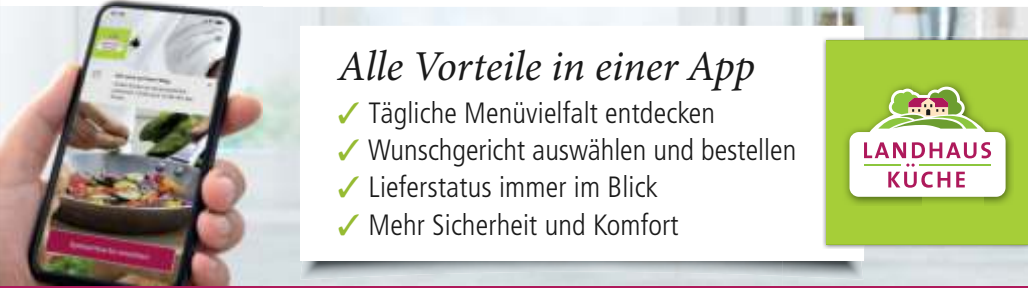 Alle Vorteile in einer App
✓ Tägliche Menüvielfalt entdecken
✓ Wunschgericht auswählen und bestellen
✓ Lieferstatus immer im Blick
✓ Mehr Sicherheit und Komfort
LANDHAUS
KÜCHE